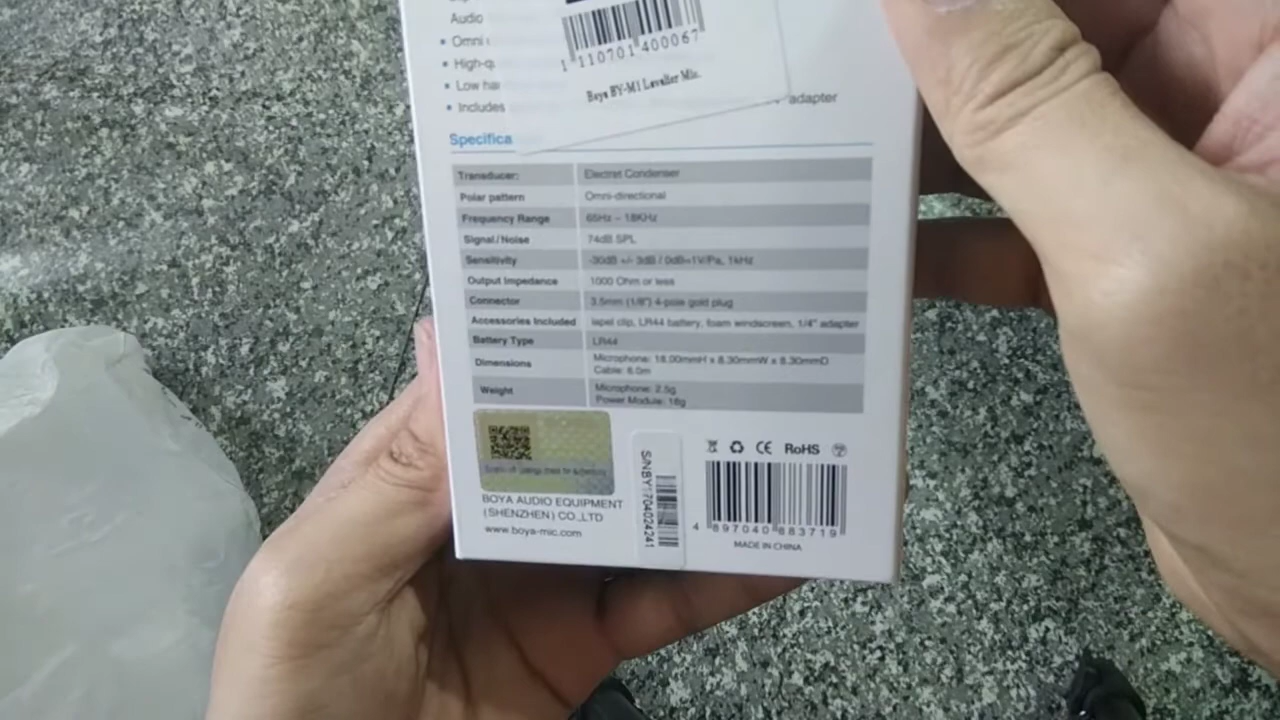 Audio
1 110701 400067
Omni
Boya BY-M1 Lavalier Mic.
High-q
Low har
Includes
adapter
Specifica
Transducer: Electret Condenser
Polar pattern Omni-directional
Frequency Range 65Hz ~ 18KHz
Signal/Noise 74dB SPL
Sensitivity -30dB +/- 3dB / 0dB=1V/Pa, 1kHz
Output Impedance 1000 Ohm or less
Connector 3.5mm (1/8") 4-pole gold plug
Accessories Included lapel clip, LR44 battery, foam windscreen, 1/4" adapter
Battery Type LR44
Dimensions Microphone: 18.00mmH x 8.30mmW x 8.30mmD
Cable: 6.0m
Weight Microphone: 2.5g
Power Module: 18g
BOYA AUDIO EQUIPMENT
(SHENZHEN) CO.,LTD
www.boya-mic.com
S/NBY1704024241
CE RoHS
4 897040 883719
MADE IN CHINA